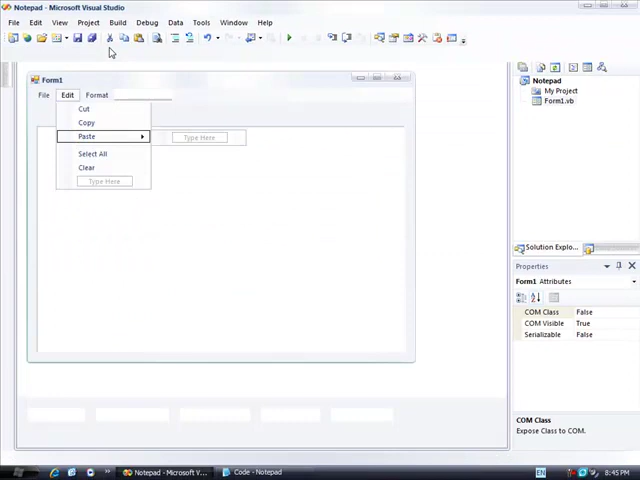 Notepad - Microsoft Visual Studio
File Edit View Project Build Debug Data Tools Window Help
Form1
File Edit Format
Cut
Copy
Paste
Type Here
Select All
Clear
Type Here
Notepad
My Project
Form1.vb
Solution Explo...
Properties
Form1 Attributes
COM Class False
COM Visible True
Serializable False
COM Class
Expose Class to COM.
Notepad - Microsoft V...
Code - Notepad
EN
8:45 PM